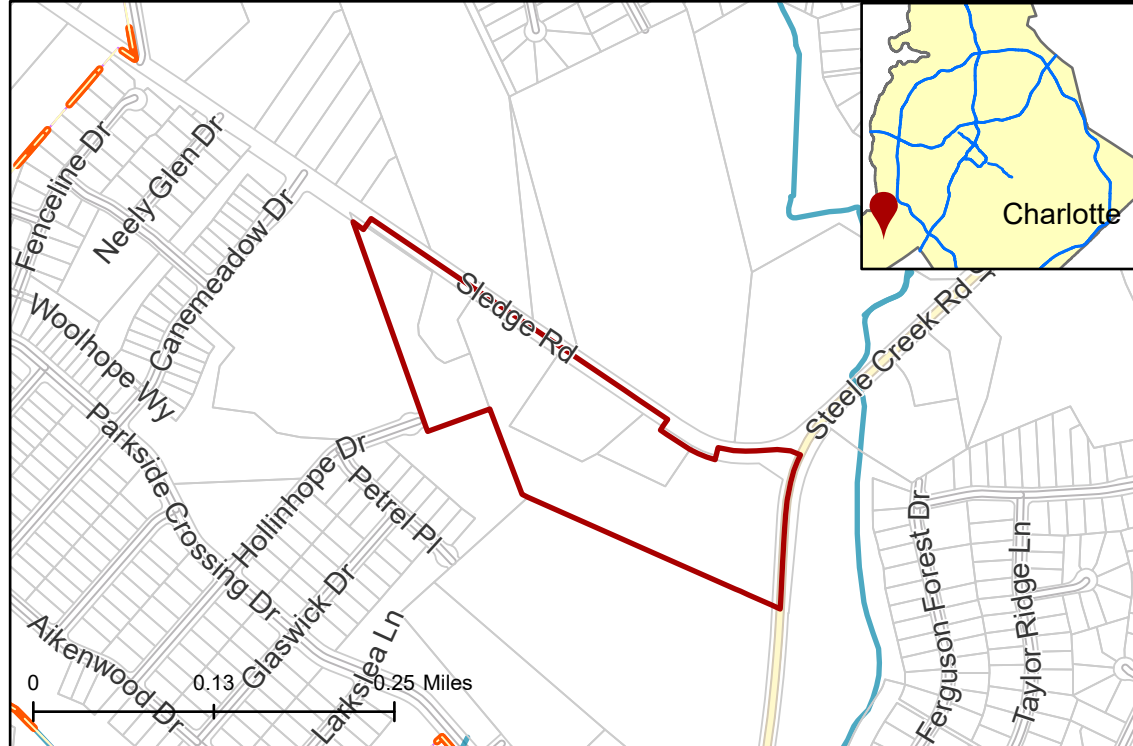 Charlotte
Fenceline Dr
Neely Glen Dr
Canemeadow Dr
Woolhope Wy
Sledge Rd
Steele Creek Rd
Parkside Crossing Dr
Hollinhope Dr
Petrel Pl
Glaswick Dr
Larkslea Ln
Aikenwood Dr
Ferguson Forest Dr
Taylor Ridge Ln
0 0.13 0.25 Miles